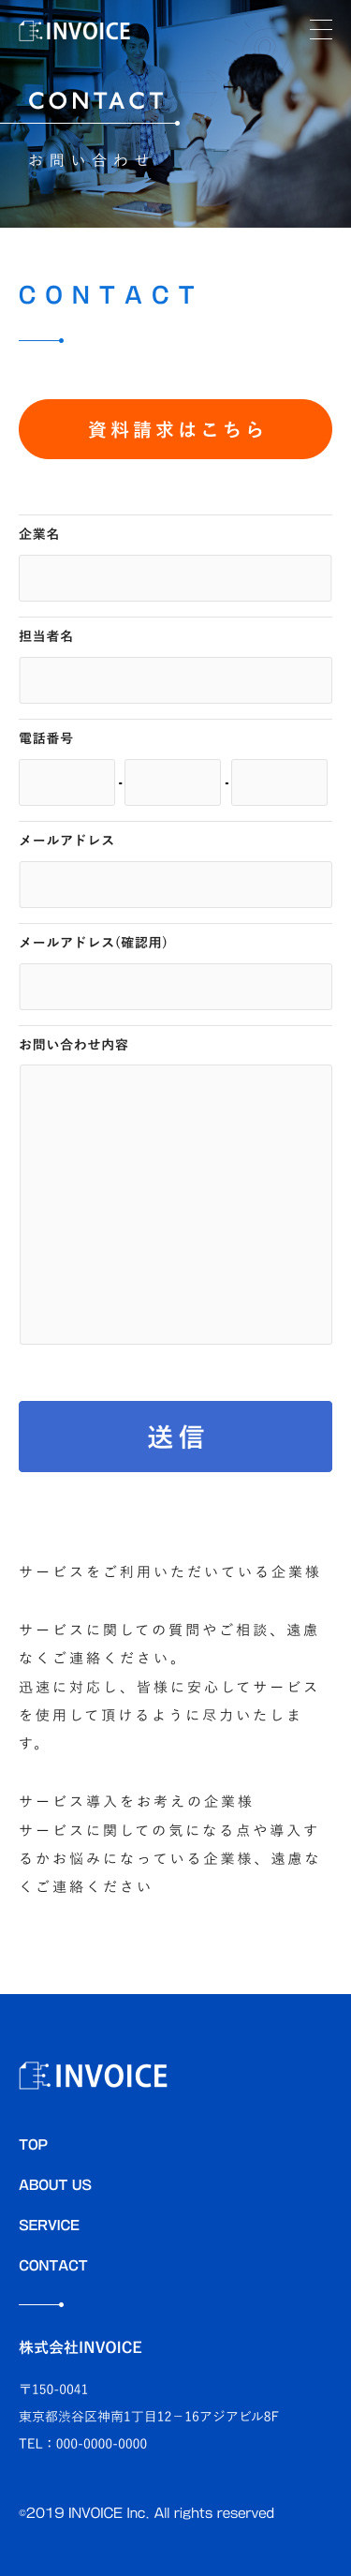 INVOICE
CONTACT
お問い合わせ
CONTACT
資料請求はこちら
企業名
担当者名
電話番号
- -
メールアドレス
メールアドレス(確認用)
お問い合わせ内容
送信
サービスをご利用いただいている企業様
サービスに関しての質問やご相談、遠慮
なくご連絡ください。
迅速に対応し、皆様に安心してサービス
を使用して頂けるように尽力いたしま
す。
サービス導入をお考えの企業様
サービスに関しての気になる点や導入す
るかお悩みになっている企業様、遠慮な
くご連絡ください
INVOICE
TOP
ABOUT US
SERVICE
CONTACT
株式会社INVOICE
〒150-0041
東京都渋谷区神南1丁目12－16アジアビル8F
TEL：000-0000-0000
©2019 INVOICE Inc. All rights reserved